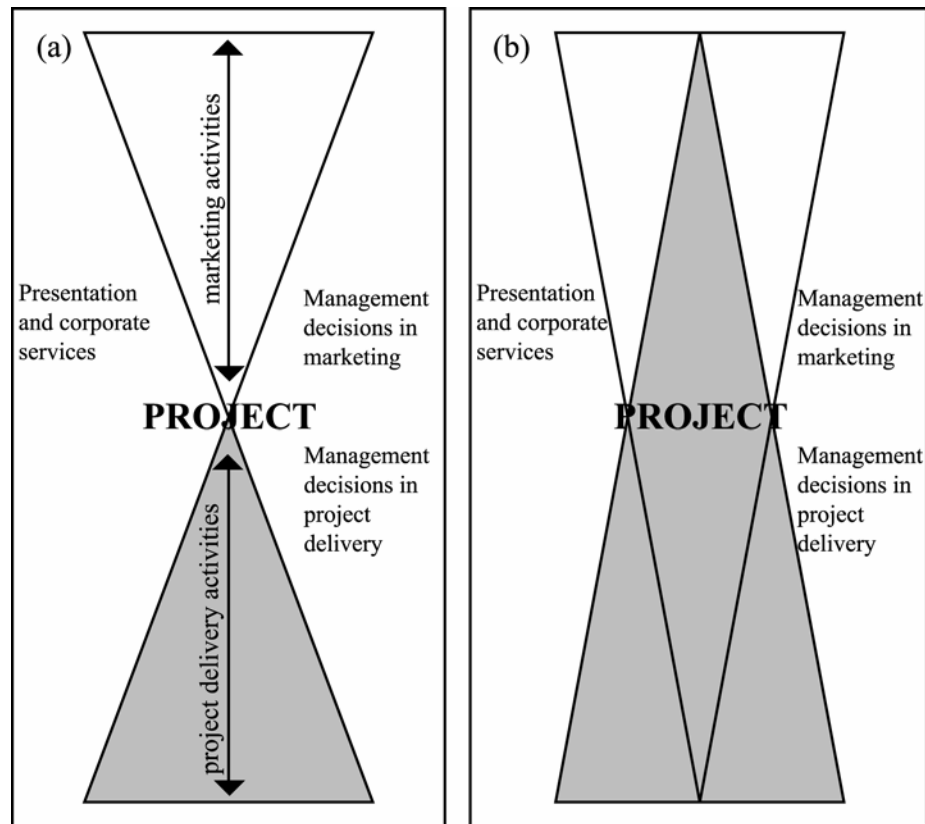 (a)
marketing activities
Presentation
and corporate
services
Management
decisions in
marketing
PROJECT
Management
decisions in
project
delivery
project delivery activities
(b)
Presentation
and corporate
services
Management
decisions in
marketing
PROJECT
Management
decisions in
project
delivery